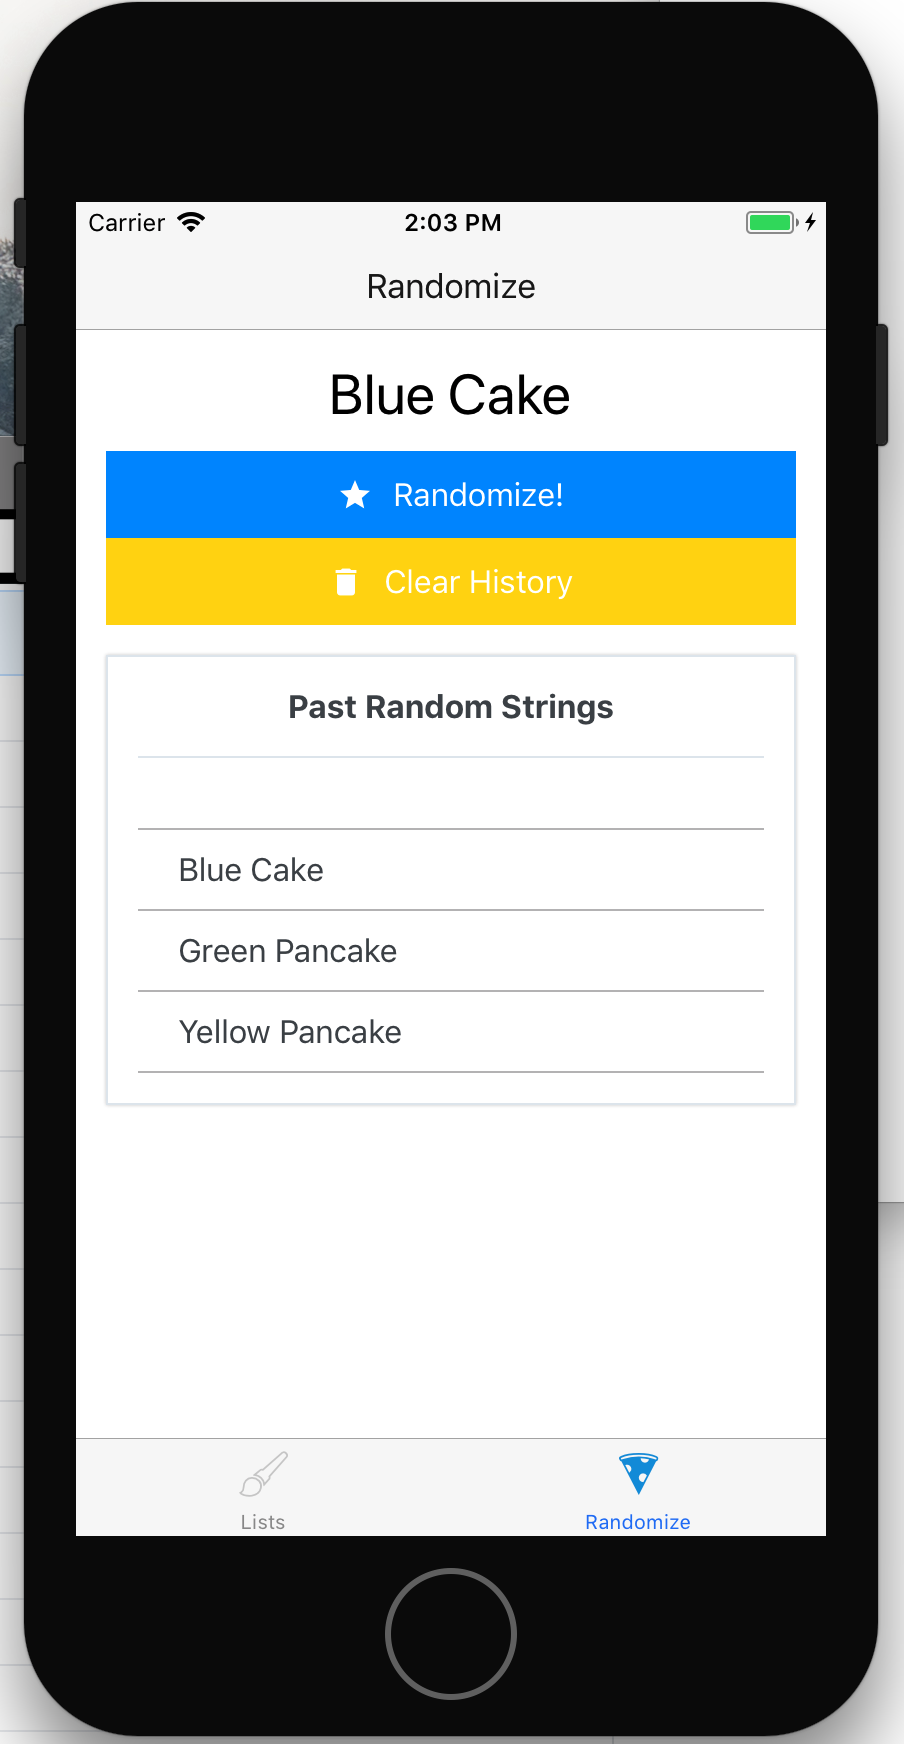 Carrier 2:03 PM
Randomize
Blue Cake
Randomize!
Clear History
Past Random Strings
Blue Cake
Green Pancake
Yellow Pancake
Lists Randomize